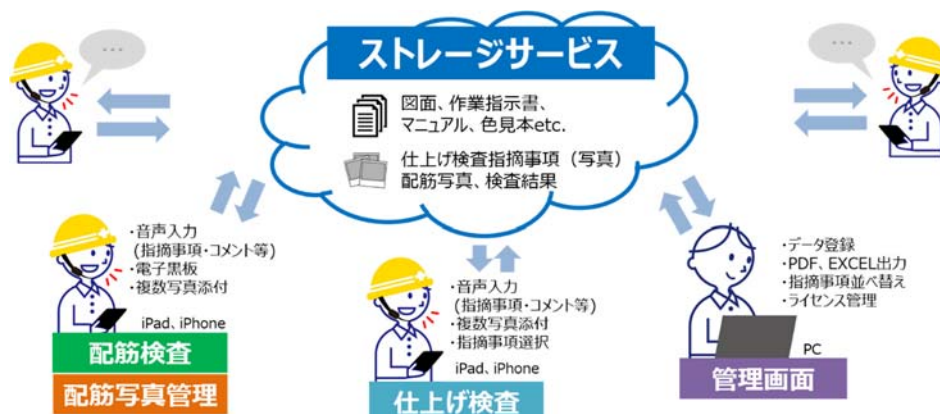 …
…
ストレージサービス
図面、作業指示書、
マニュアル、色見本etc.
仕上げ検査指摘事項（写真）
配筋写真、検査結果
・音声入力
(指摘事項・コメント等)
・電子黒板
・複数写真添付
iPad、iPhone
配筋検査
配筋写真管理
・音声入力
(指摘事項・コメント等)
・複数写真添付
・指摘事項選択
iPad、iPhone
仕上げ検査
・データ登録
・PDF、EXCEL出力
・指摘事項並べ替え
・ライセンス管理
PC
管理画面